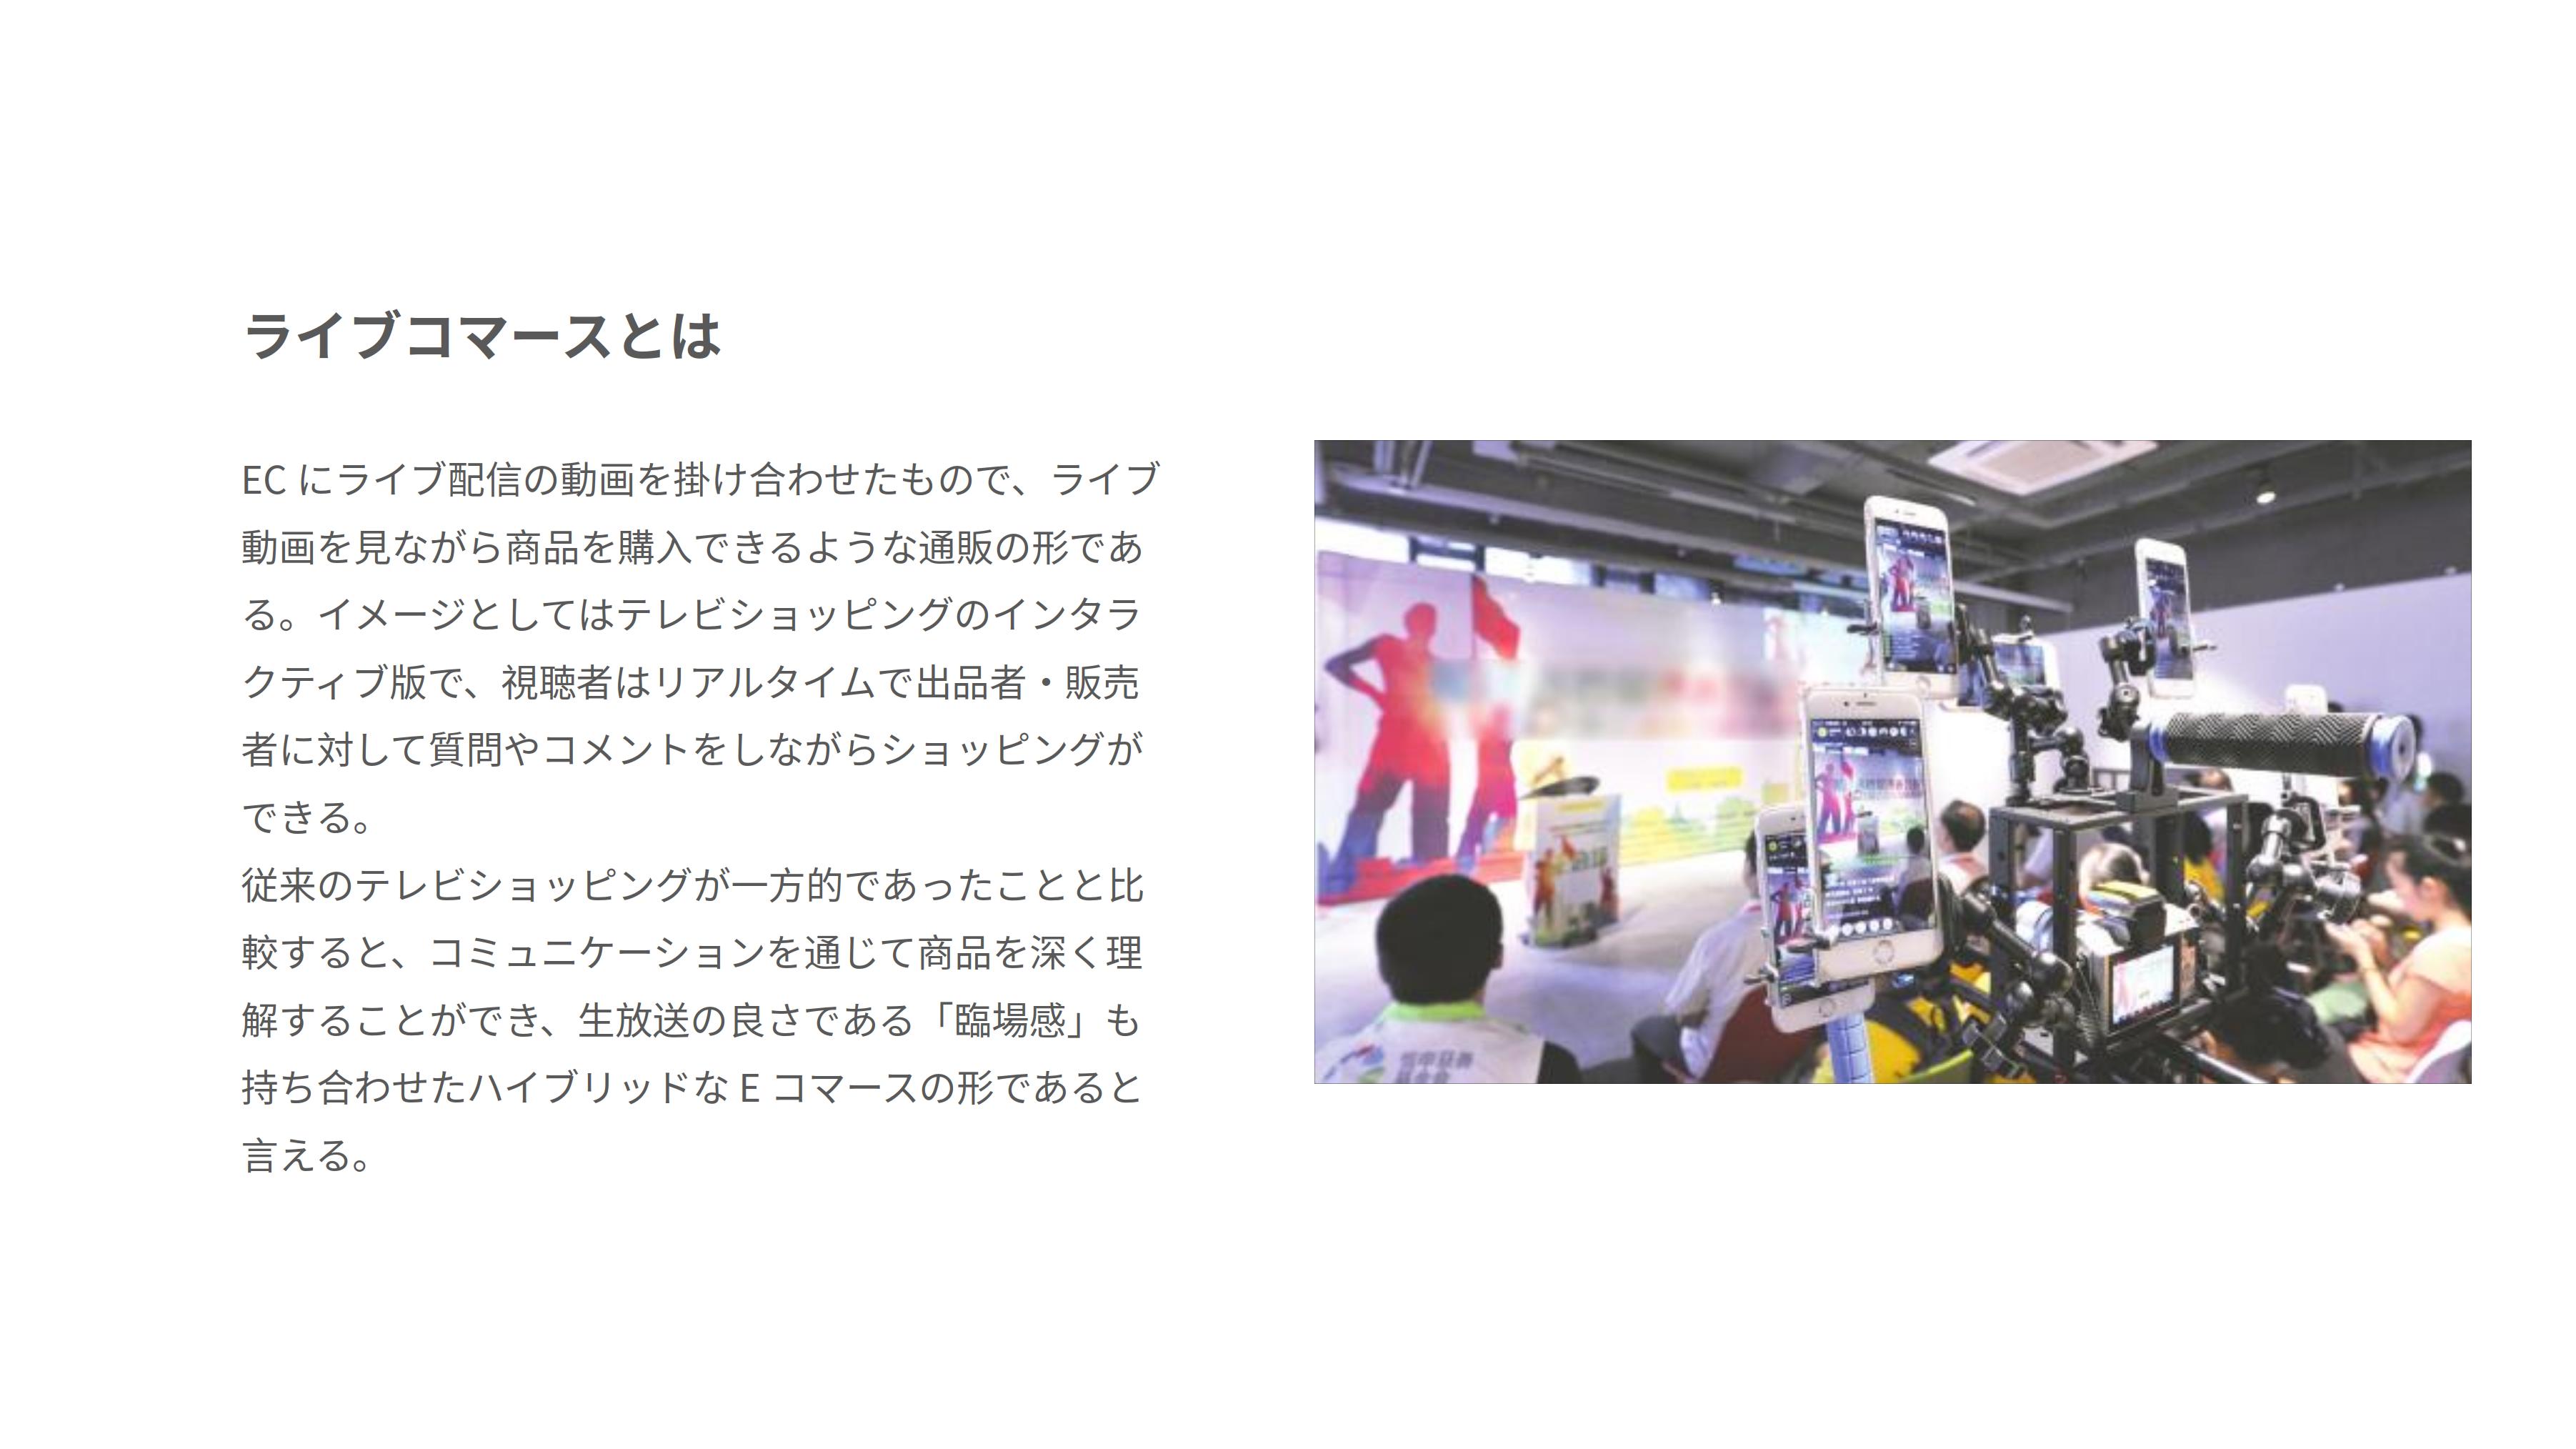 ライブコマースとは
EC にライブ配信の動画を掛け合わせたもので、ライブ
動画を見ながら商品を購入できるような通販の形であ
る。イメージとしてはテレビショッピングのインタラ
クティブ版で、視聴者はリアルタイムで出品者・販売
者に対して質問やコメントをしながらショッピングが
できる。
従来のテレビショッピングが一方的であったことと比
較すると、コミュニケーションを通じて商品を深く理
解することができ、生放送の良さである「臨場感」も
持ち合わせたハイブリッドな E コマースの形であると
言える。